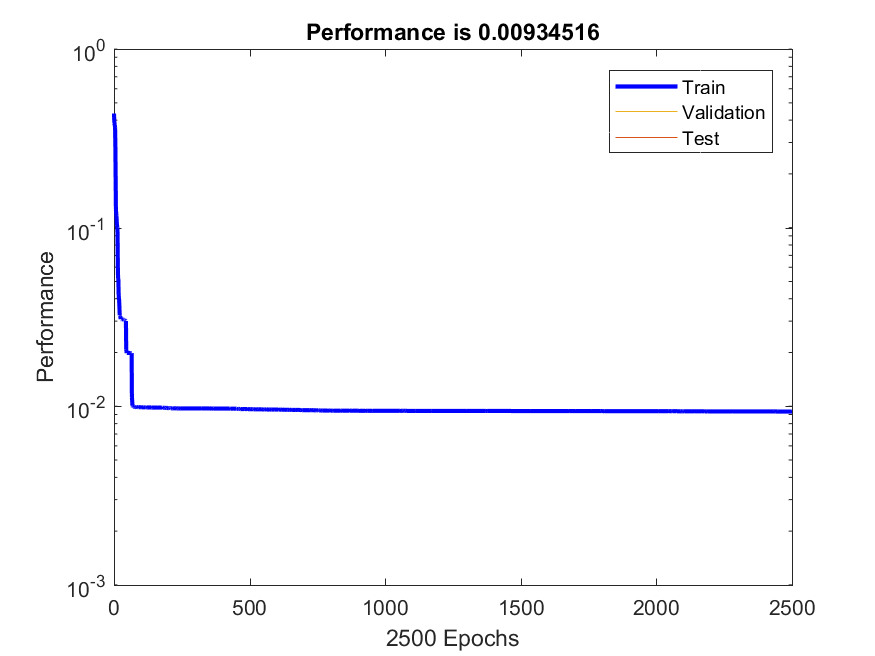 Performance is 0.00934516
10^0
Train
Validation
Test
10^-1
Performance
10^-2
10^-3
0 500 1000 1500 2000 2500
2500 Epochs